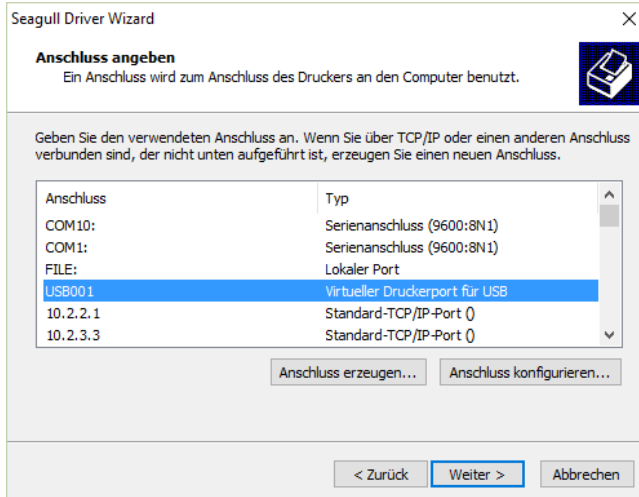 Seagull Driver Wizard
Anschluss angeben
Ein Anschluss wird zum Anschluss des Druckers an den Computer benutzt.
Geben Sie den verwendeten Anschluss an. Wenn Sie über TCP/IP oder einen anderen Anschluss
verbunden sind, der nicht unten aufgeführt ist, erzeugen Sie einen neuen Anschluss.
Anschluss Typ
COM10: Serienanschluss (9600:8N1)
COM1: Serienanschluss (9600:8N1)
FILE: Lokaler Port
USB001 Virtueller Druckerport für USB
10.2.2.1 Standard-TCP/IP-Port ()
10.2.3.3 Standard-TCP/IP-Port ()
Anschluss erzeugen... Anschluss konfigurieren...
< Zurück Weiter > Abbrechen